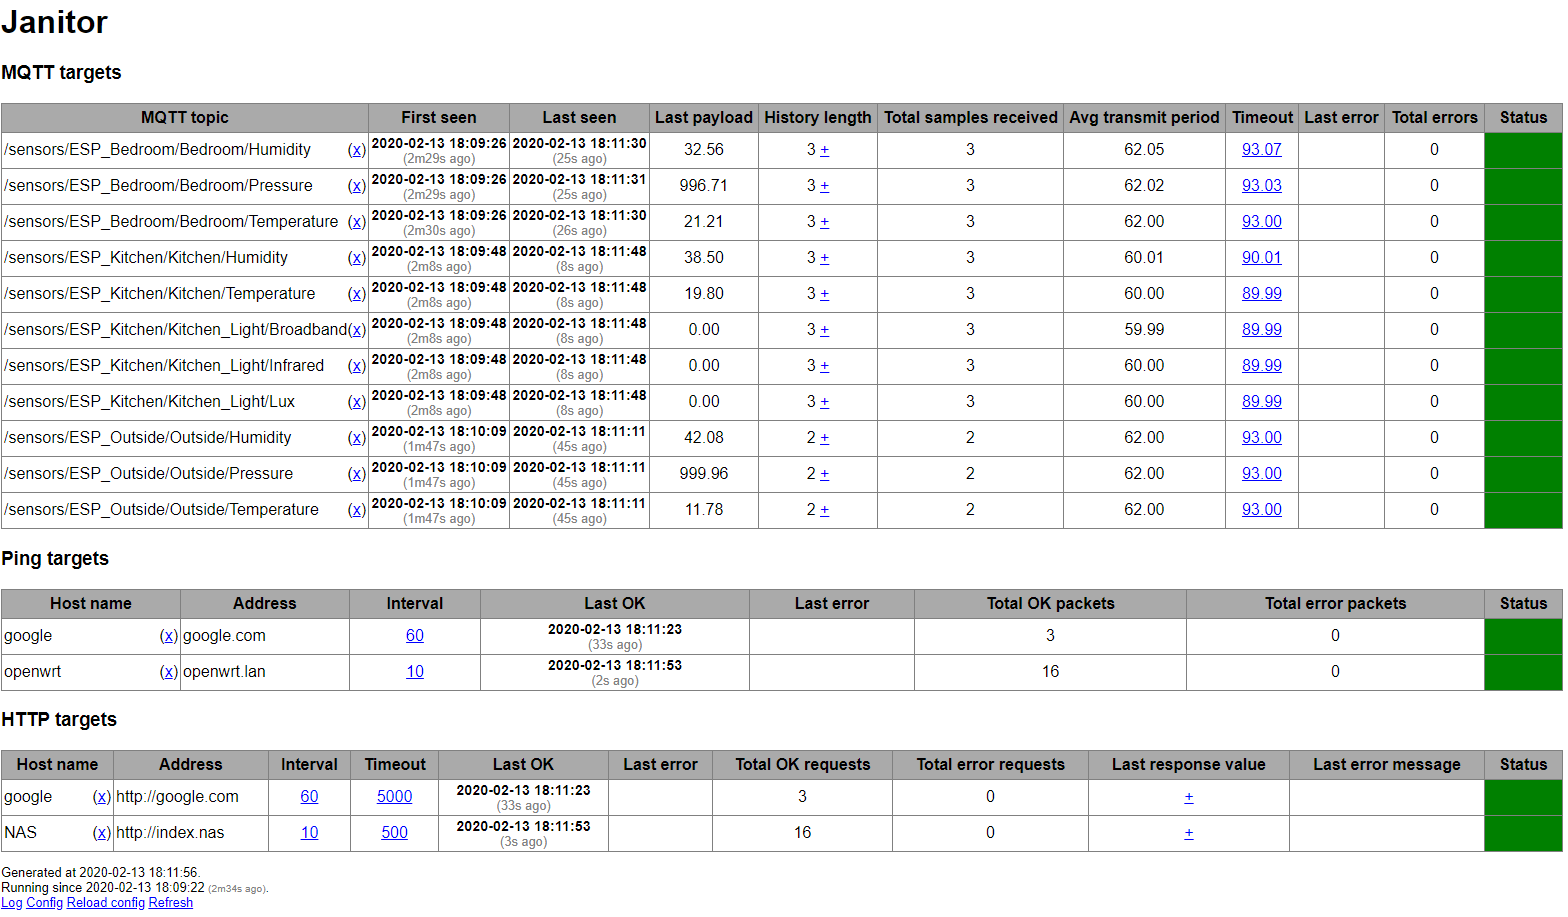 Janitor
MQTT targets
MQTT topic First seen Last seen Last payload History length Total samples received Avg transmit period Timeout Last error Total errors Status
/sensors/ESP_Bedroom/Bedroom/Humidity (x) 2020-02-13 18:09:26 2020-02-13 18:11:30 32.56 3 + 3 62.05 93.07 0
(2m29s ago) (25s ago)
/sensors/ESP_Bedroom/Bedroom/Pressure (x) 2020-02-13 18:09:26 2020-02-13 18:11:31 996.71 3 + 3 62.02 93.03 0
(2m29s ago) (25s ago)
/sensors/ESP_Bedroom/Bedroom/Temperature (x) 2020-02-13 18:09:26 2020-02-13 18:11:30 21.21 3 + 3 62.00 93.00 0
(2m30s ago) (26s ago)
/sensors/ESP_Kitchen/Kitchen/Humidity (x) 2020-02-13 18:09:48 2020-02-13 18:11:48 38.50 3 + 3 60.01 90.01 0
(2m8s ago) (8s ago)
/sensors/ESP_Kitchen/Kitchen/Temperature (x) 2020-02-13 18:09:48 2020-02-13 18:11:48 19.80 3 + 3 60.00 89.99 0
(2m8s ago) (8s ago)
/sensors/ESP_Kitchen/Kitchen_Light/Broadband(x) 2020-02-13 18:09:48 2020-02-13 18:11:48 0.00 3 + 3 59.99 89.99 0
(2m8s ago) (8s ago)
/sensors/ESP_Kitchen/Kitchen_Light/Infrared (x) 2020-02-13 18:09:48 2020-02-13 18:11:48 0.00 3 + 3 60.00 89.99 0
(2m8s ago) (8s ago)
/sensors/ESP_Kitchen/Kitchen_Light/Lux (x) 2020-02-13 18:09:48 2020-02-13 18:11:48 0.00 3 + 3 60.00 89.99 0
(2m8s ago) (8s ago)
/sensors/ESP_Outside/Outside/Humidity (x) 2020-02-13 18:10:09 2020-02-13 18:11:11 42.08 2 + 2 62.00 93.00 0
(1m47s ago) (45s ago)
/sensors/ESP_Outside/Outside/Pressure (x) 2020-02-13 18:10:09 2020-02-13 18:11:11 999.96 2 + 2 62.00 93.00 0
(1m47s ago) (45s ago)
/sensors/ESP_Outside/Outside/Temperature (x) 2020-02-13 18:10:09 2020-02-13 18:11:11 11.78 2 + 2 62.00 93.00 0
(1m47s ago) (45s ago)
Ping targets
Host name Address Interval Last OK Last error Total OK packets Total error packets Status
google (x) google.com 60 2020-02-13 18:11:23 3 0
(33s ago)
openwrt (x) openwrt.lan 10 2020-02-13 18:11:53 16 0
(2s ago)
HTTP targets
Host name Address Interval Timeout Last OK Last error Total OK requests Total error requests Last response value Last error message Status
google (x) http://google.com 60 5000 2020-02-13 18:11:23 3 0 +
(33s ago)
NAS (x) http://index.nas 10 500 2020-02-13 18:11:53 16 0 +
(3s ago)
Generated at 2020-02-13 18:11:56.
Running since 2020-02-13 18:09:22 (2m34s ago).
Log Config Reload config Refresh